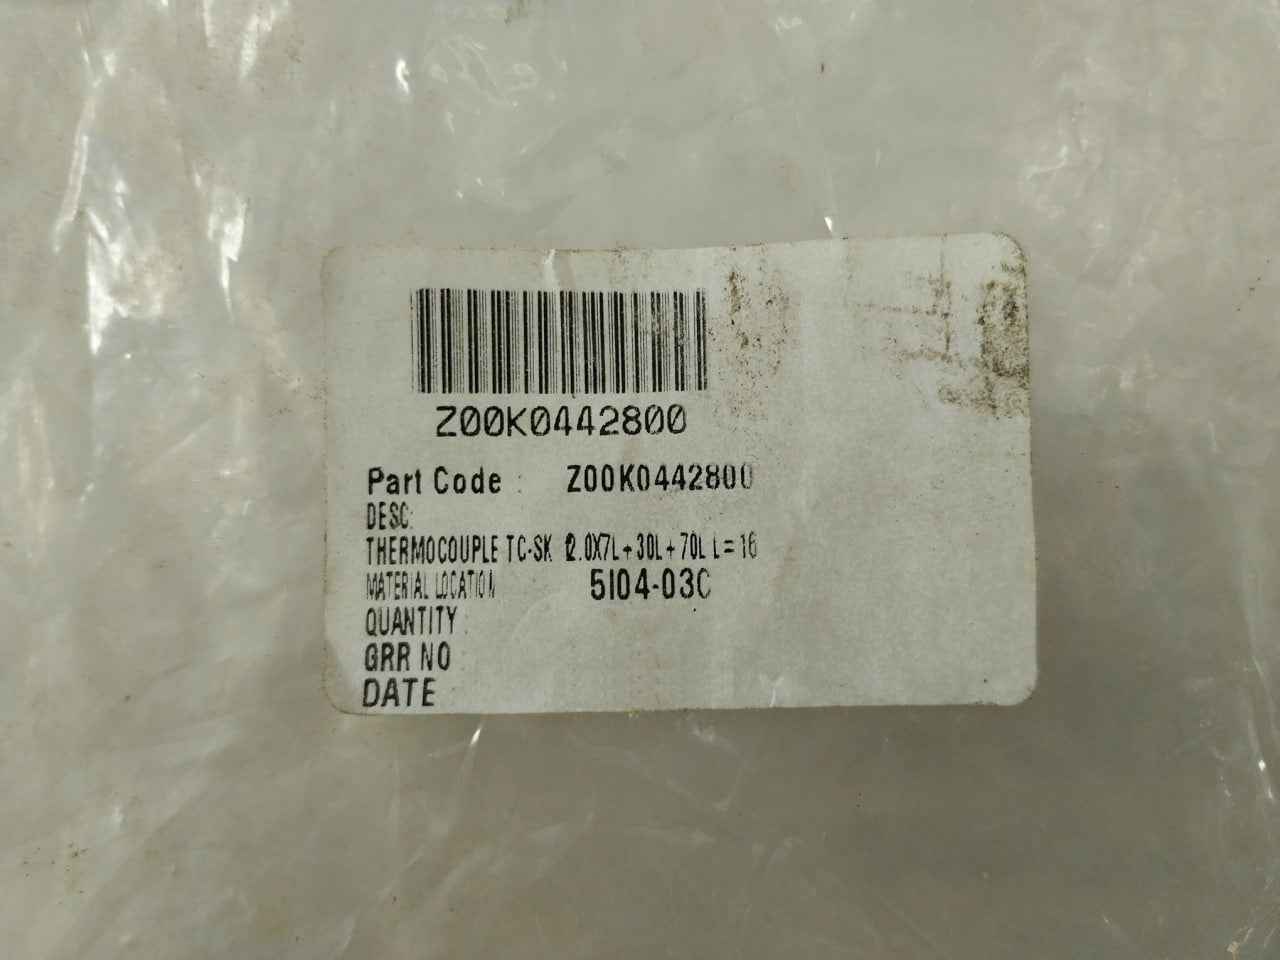 Z00K0442800
Part Code : Z00K0442800
DESC:
THERMOCOUPLE TC-SK 2.0X7L+30L+70L L=16
MATERIAL LOCATION 5I04-03C
QUANTITY :
GRR NO :
DATE :